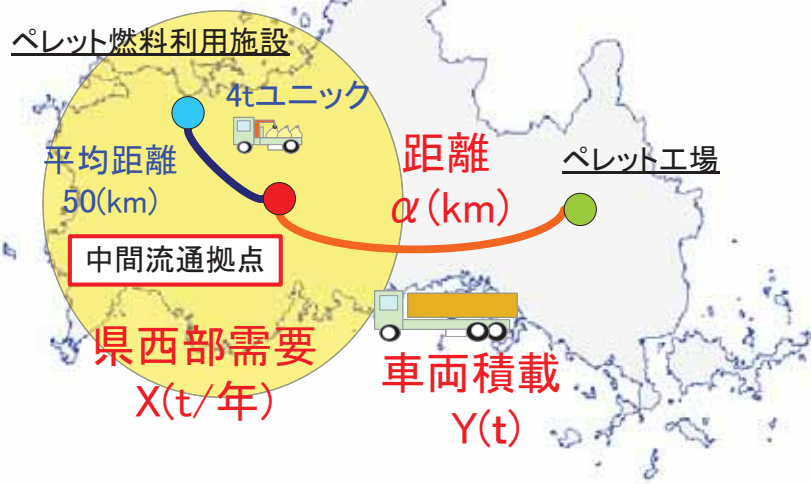 ペレット燃料利用施設
4tユニック
平均距離
50(km)
距離
α(km)
ペレット工場
中間流通拠点
県西部需要
X(t/年)
車両積載
Y(t)